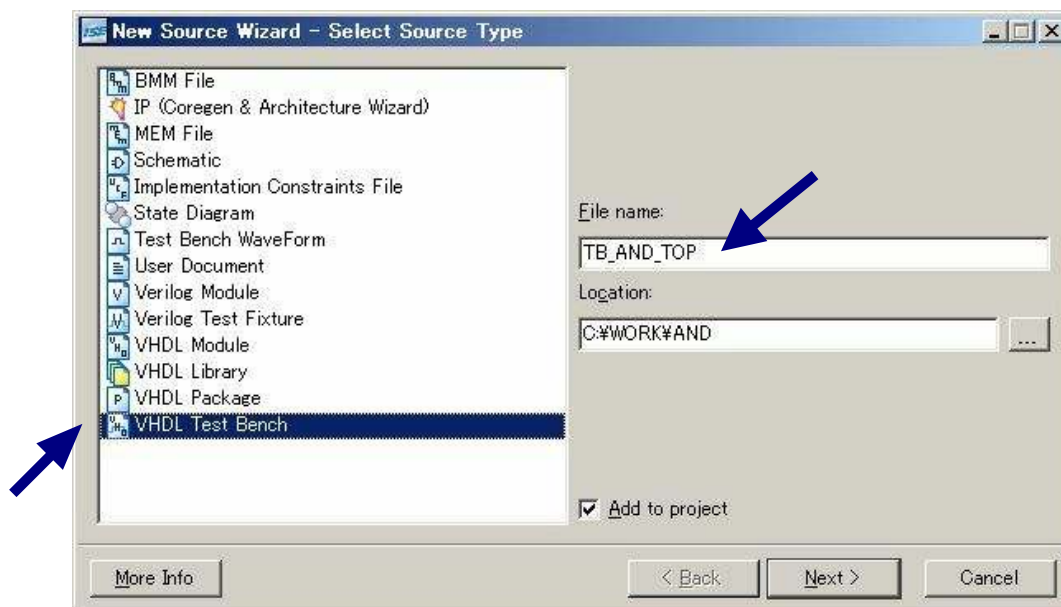 ISE New Source Wizard - Select Source Type
BMM File
IP (Coregen & Architecture Wizard)
MEM File
Schematic
Implementation Constraints File
State Diagram
Test Bench WaveForm
User Document
Verilog Module
Verilog Test Fixture
VHDL Module
VHDL Library
VHDL Package
VHDL Test Bench
File name:
TB_AND_TOP
Location:
C:¥WORK¥AND
...
Add to project
More Info
< Back
Next >
Cancel